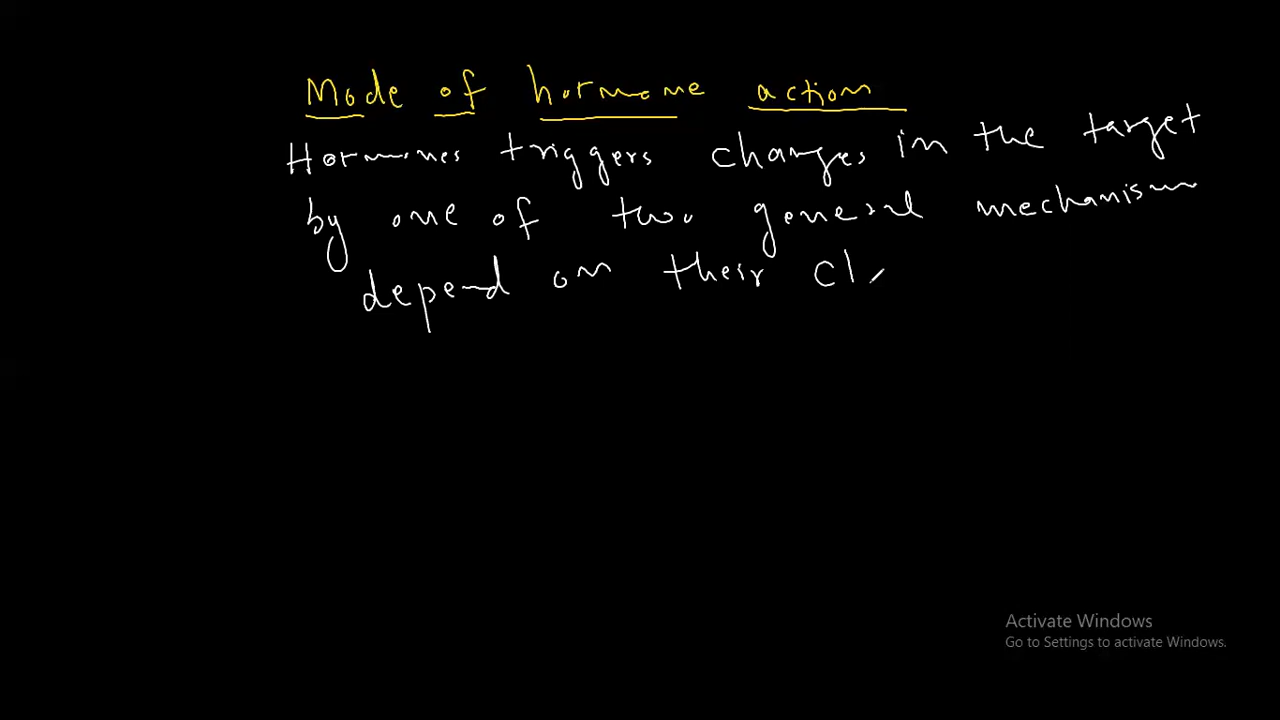 Mode of hormone action
Hormones triggers changes in the target
by one of two general mechanism
depend on their cl
Activate Windows
Go to Settings to activate Windows.